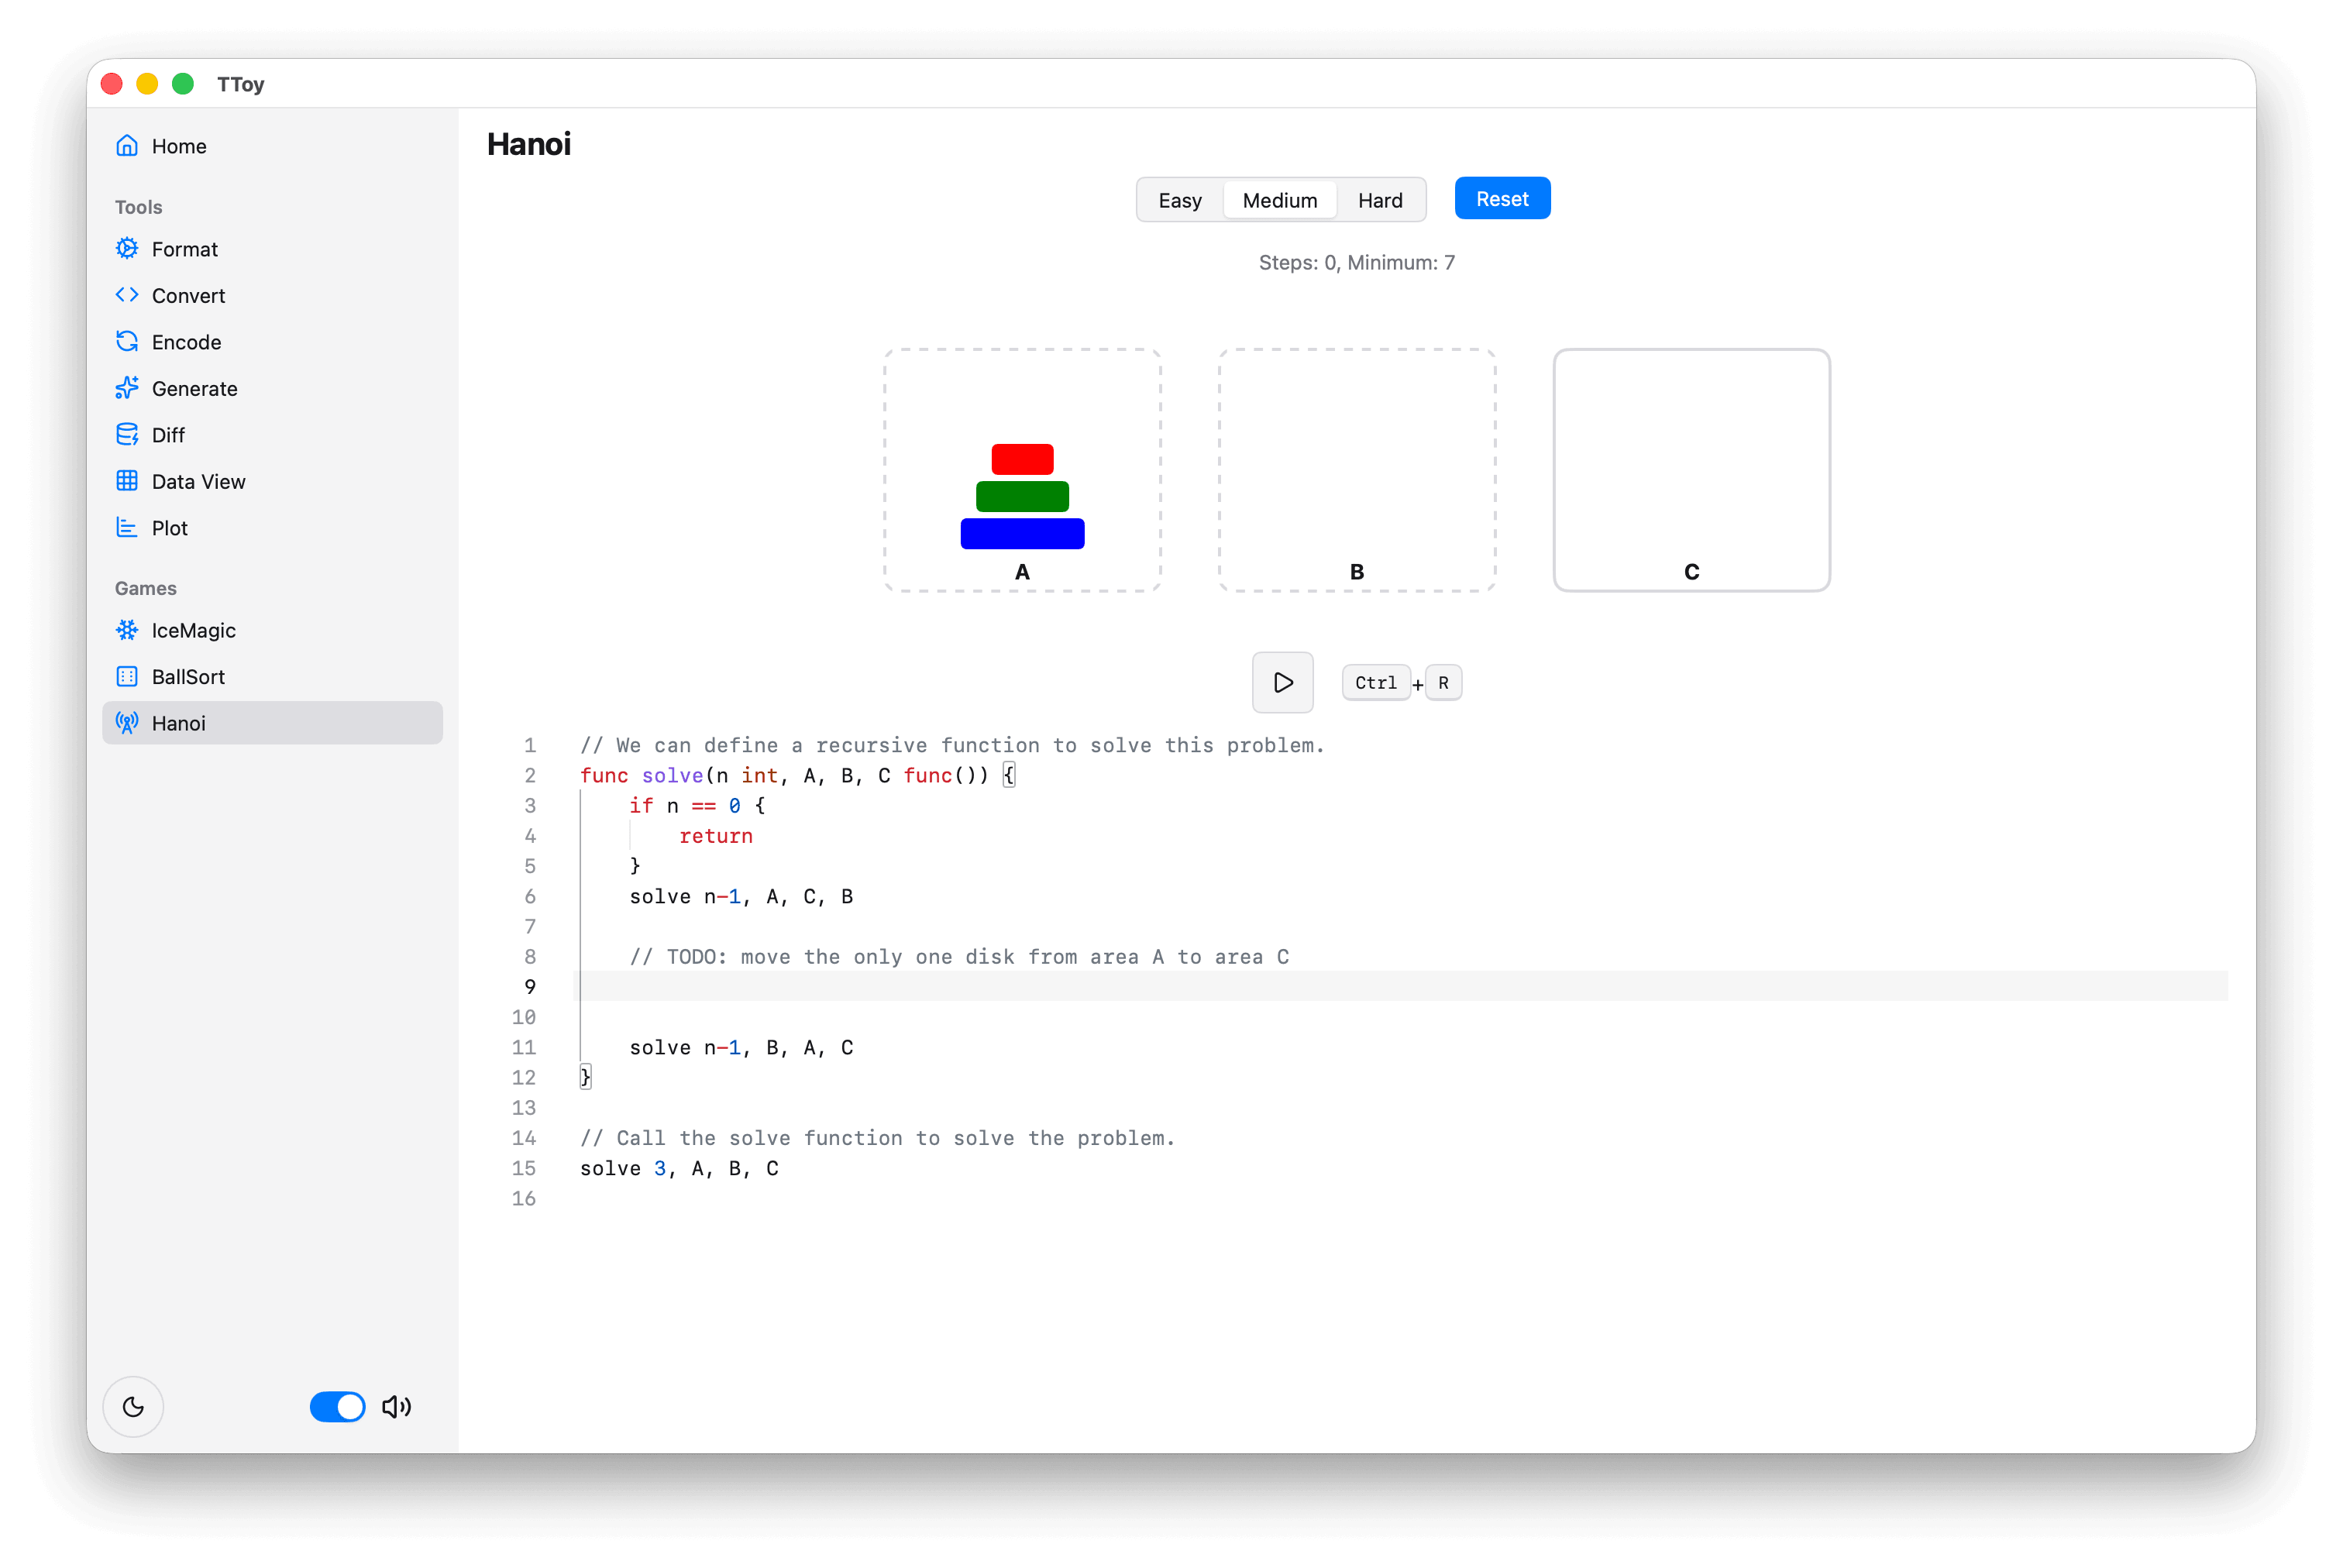 TToy
Home
Tools
Format
Convert
Encode
Generate
Diff
Data View
Plot
Games
IceMagic
BallSort
Hanoi
Hanoi
Easy Medium Hard Reset
Steps: 0, Minimum: 7
A B C
Ctrl + R
1 // We can define a recursive function to solve this problem.
2 func solve(n int, A, B, C func()) {
3     if n == 0 {
4         return
5     }
6     solve n-1, A, C, B
7
8     // TODO: move the only one disk from area A to area C
9
10
11     solve n-1, B, A, C
12 }
13
14 // Call the solve function to solve the problem.
15 solve 3, A, B, C
16